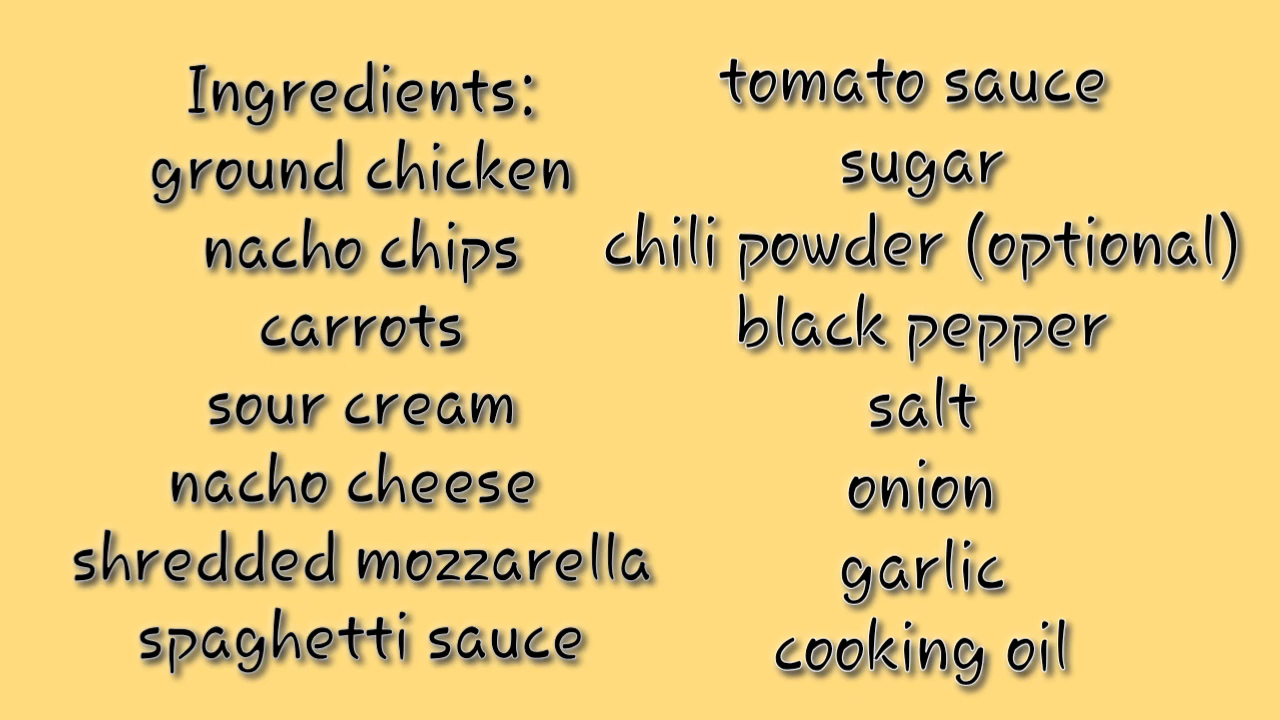 Ingredients:
ground chicken
nacho chips
carrots
sour cream
nacho cheese
shredded mozzarella
spaghetti sauce
tomato sauce
sugar
chili powder (optional)
black pepper
salt
onion
garlic
cooking oil